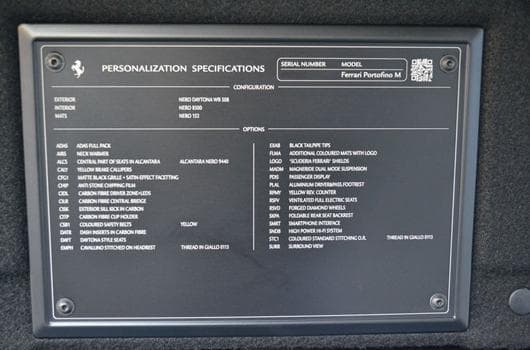 PERSONALIZATION SPECIFICATIONS
SERIAL NUMBER MODEL
Ferrari Portofino M
CONFIGURATION
EXTERIOR NERO DAYTONA WB 508
INTERIOR NERO 8500
MATS NERO 152
OPTIONS
ADAS ADAS FULL PACK
AIRS NECK WARMER
ALCS CENTRAL PART OF SEATS IN ALCANTARA ALCANTARA NERO 9440
CALY YELLOW BRAKE CALLIPERS
CFG1 MATTE BLACK GRILLE + SATIN EFFECT FACETTING
CHIP ANTI STONE CHIPPING FILM
CIDL CARBON FIBRE DRIVER ZONE+LEDS
CILR CARBON FIBRE CENTRAL BRIDGE
CISK EXTERIOR SILL KICK IN CARBON
CITP CARBON FIBRE CUP HOLDER
CSB1 COLOURED SAFETY BELTS YELLOW
DATE DASH INSERTS IN CARBON FIBRE
DWT DAYTONA STYLE SEATS
EMPH CAVALLINO STITCHED ON HEADREST THREAD IN GIALLO 8113
EXAB BLACK TAILPIPE TIPS
FLMA ADDITIONAL COLOURED MATS WITH LOGO
LOGO "SCUDERIA FERRARI" SHIELDS
MADM MAGNERIDE DUAL MODE SUSPENSION
PDIS PASSENGER DISPLAY
PLAL ALUMINIUM DRIVER&PASS.FOOTREST
RPMY YELLOW REV. COUNTER
RSFV VENTILATED FULL ELECTRIC SEATS
RSVD FORGED DIAMOND WHEELS
SKPA FOLDABLE REAR SEAT BACKREST
SMRT SMARTPHONE INTERFACE
SNDB HIGH POWER HI-FI SYSTEM
STC1 COLOURED STANDARD STITCHING O.R. THREAD IN GIALLO 8113
SURR SURROUND VIEW